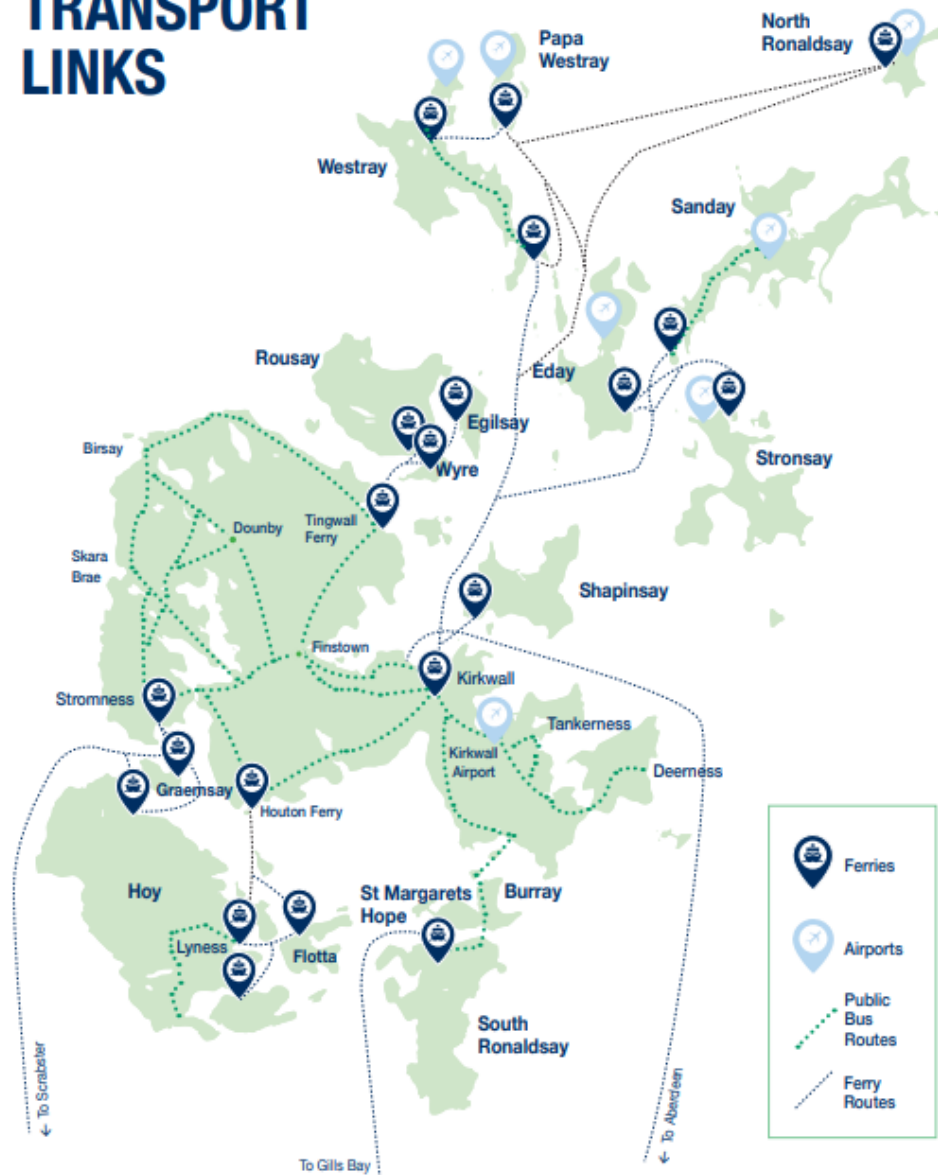 TRANSPORT
LINKS
North
Ronaldsay
Papa
Westray
Westray
Sanday
Rousay
Eday
Egilsay
Wyre
Stronsay
Birsay
Dounby
Tingwall
Ferry
Skara
Brae
Shapinsay
Finstown
Kirkwall
Stromness
Tankerness
Kirkwall
Airport
Deerness
Graemsay
Houton Ferry
Hoy
St Margarets
Hope
Burray
Lyness
Flotta
South
Ronaldsay
← To Scrabster
To Gills Bay
← To Aberdeen
Ferries
Airports
Public
Bus
Routes
Ferry
Routes